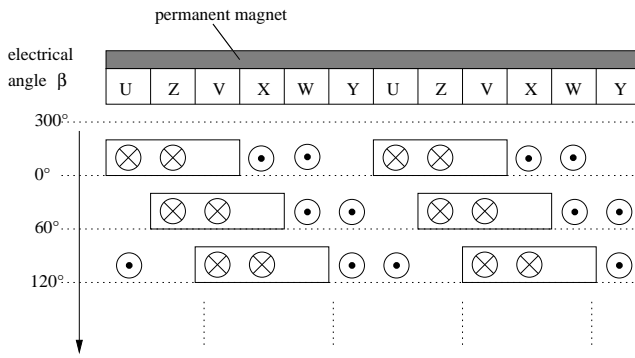 permanent magnet
electrical
angle β
U Z V X W Y U Z V X W Y
300°
0°
60°
120°